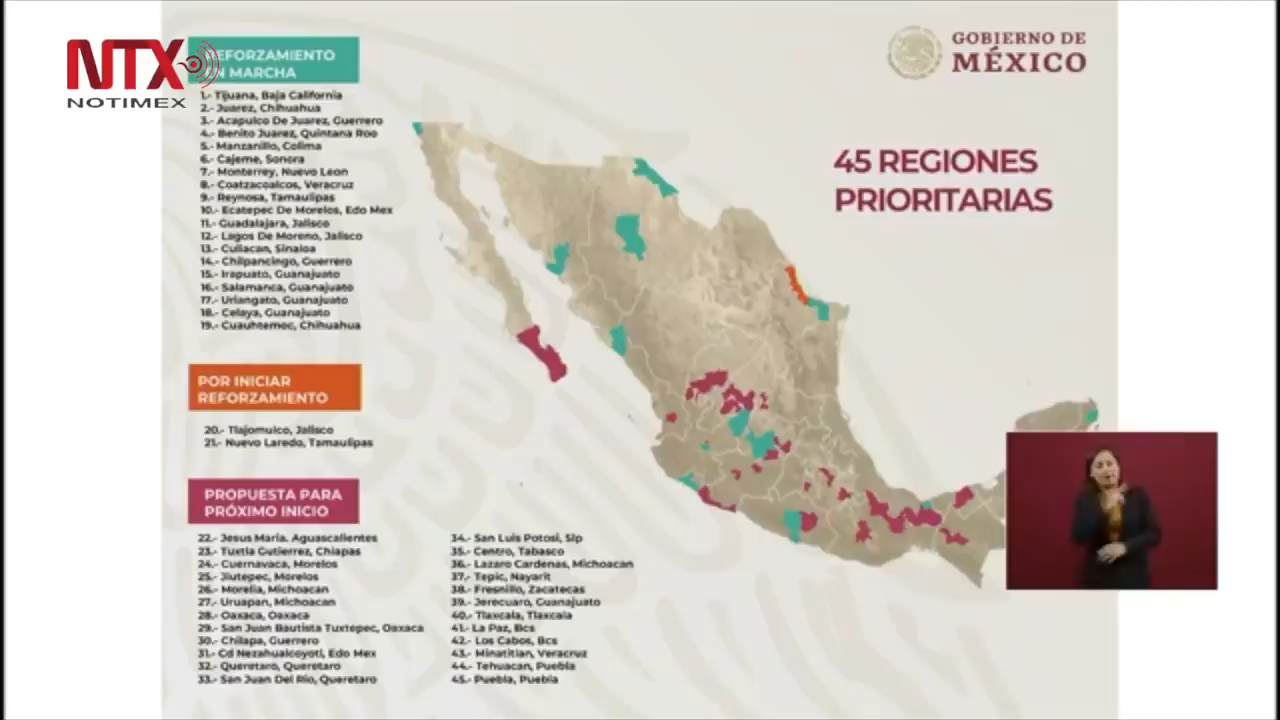 NTX
NOTIMEX
REFORZAMIENTO
EN MARCHA
1.- Tijuana, Baja California
2.- Juarez, Chihuahua
3.- Acapulco De Juarez, Guerrero
4.- Benito Juarez, Quintana Roo
5.- Manzanillo, Colima
6.- Cajeme, Sonora
7.- Monterrey, Nuevo Leon
8.- Coatzacoalcos, Veracruz
9.- Reynosa, Tamaulipas
10.- Ecatepec De Morelos, Edo Mex
11.- Guadalajara, Jalisco
12.- Lagos De Moreno, Jalisco
13.- Culiacan, Sinaloa
14.- Chilpancingo, Guerrero
15.- Irapuato, Guanajuato
16.- Salamanca, Guanajuato
17.- Uriangato, Guanajuato
18.- Celaya, Guanajuato
19.- Cuauhtemoc, Chihuahua
POR INICIAR
REFORZAMIENTO
20.- Tlajomulco, Jalisco
21.- Nuevo Laredo, Tamaulipas
PROPUESTA PARA
PRÓXIMO INICIO
22.- Jesus Maria. Aguascalientes
23.- Tuxtla Gutierrez, Chiapas
24.- Cuernavaca, Morelos
25.- Jiutepec, Morelos
26.- Morelia, Michoacan
27.- Uruapan, Michoacan
28.- Oaxaca, Oaxaca
29.- San Juan Bautista Tuxtepec, Oaxaca
30.- Chilapa, Guerrero
31.- Cd Nezahualcoyotl, Edo Mex
32.- Queretaro, Queretaro
33.- San Juan Del Rio, Queretaro
34.- San Luis Potosi, Slp
35.- Centro, Tabasco
36.- Lazaro Cardenas, Michoacan
37.- Tepic, Nayarit
38.- Fresnillo, Zacatecas
39.- Jerecuaro, Guanajuato
40.- Tlaxcala, Tlaxcala
41.- La Paz, Bcs
42.- Los Cabos, Bcs
43.- Minatitlan, Veracruz
44.- Tehuacan, Puebla
45.- Puebla, Puebla
GOBIERNO DE
MÉXICO
45 REGIONES
PRIORITARIAS